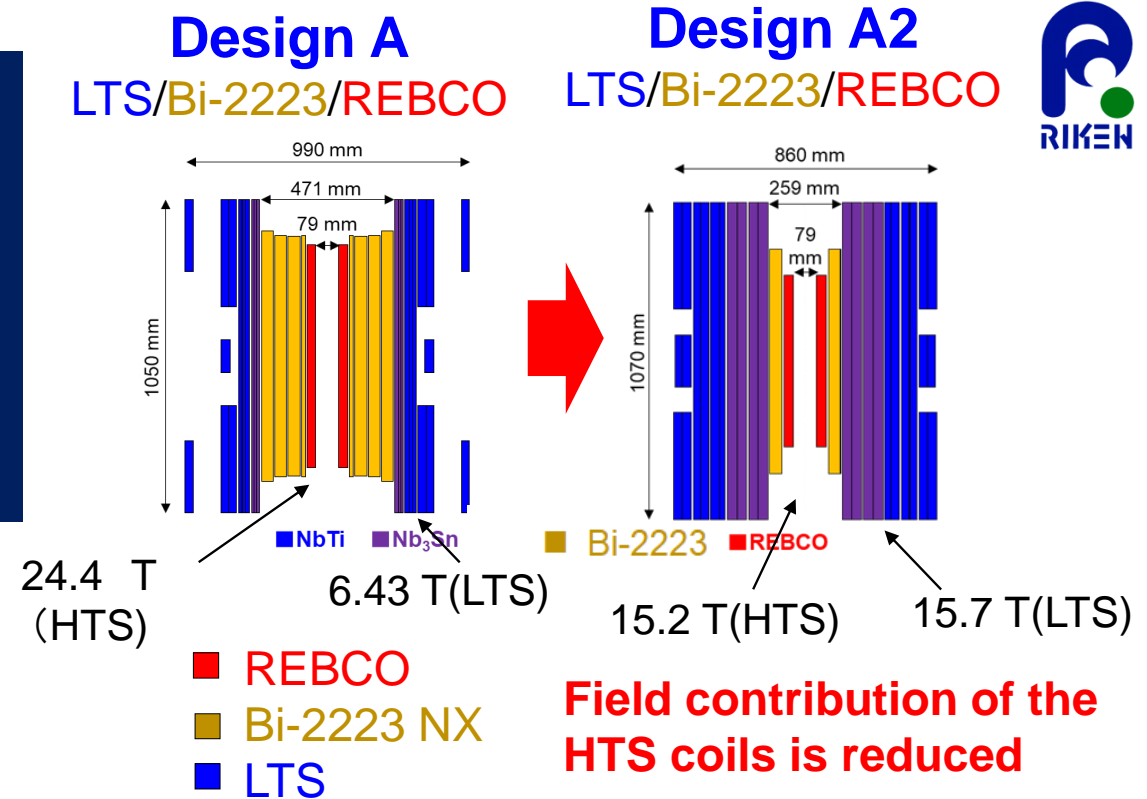 Design A
LTS/Bi-2223/REBCO
990 mm
471 mm
79 mm
1050 mm
NbTi
Nb₃Sn
24.4 T
（HTS)
6.43 T(LTS)
REBCO
Bi-2223 NX
LTS
Design A2
LTS/Bi-2223/REBCO
860 mm
259 mm
79
mm
1070 mm
Bi-2223
REBCO
15.2 T(HTS)
15.7 T(LTS)
Field contribution of the
HTS coils is reduced
RIKEN